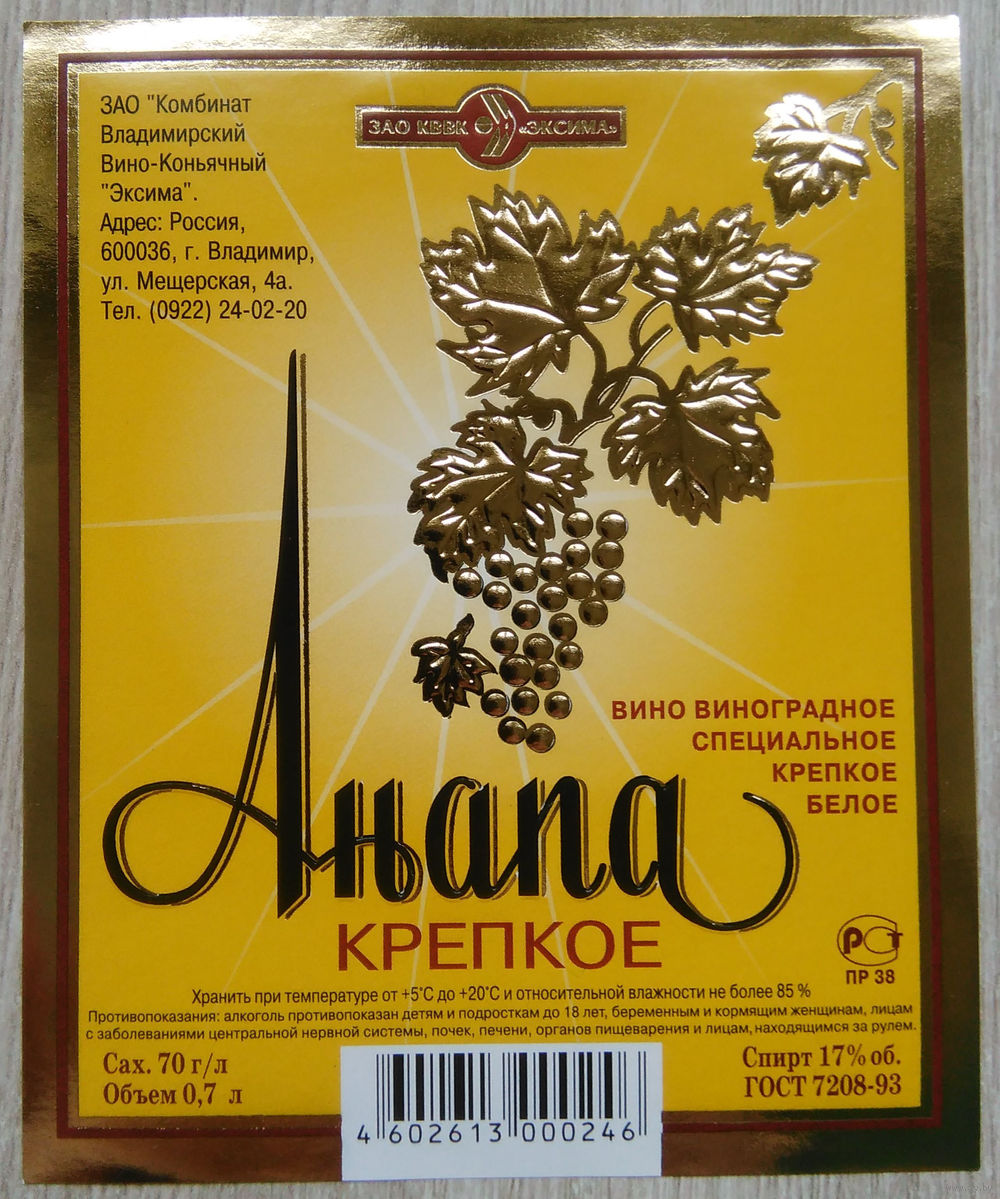 ЗАО "Комбинат
Владимирский
Вино-Коньячный
"Эксима".
Адрес: Россия,
600036, г. Владимир,
ул. Мещерская, 4а.
Тел. (0922) 24-02-20
ЗАО КВВК «ЭКСИМА»
ВИНО ВИНОГРАДНОЕ
СПЕЦИАЛЬНОЕ
КРЕПКОЕ
БЕЛОЕ
Анапа
КРЕПКОЕ
РСТ
ПР 38
Хранить при температуре от +5°С до +20°С и относительной влажности не более 85 %
Противопоказания: алкоголь противопоказан детям и подросткам до 18 лет, беременным и кормящим женщинам, лицам
с заболеваниями центральной нервной системы, почек, печени, органов пищеварения и лицам, находящимся за рулем.
Сах. 70 г/л
Объем 0,7 л
Спирт 17% об.
ГОСТ 7208-93
4 602613 000246